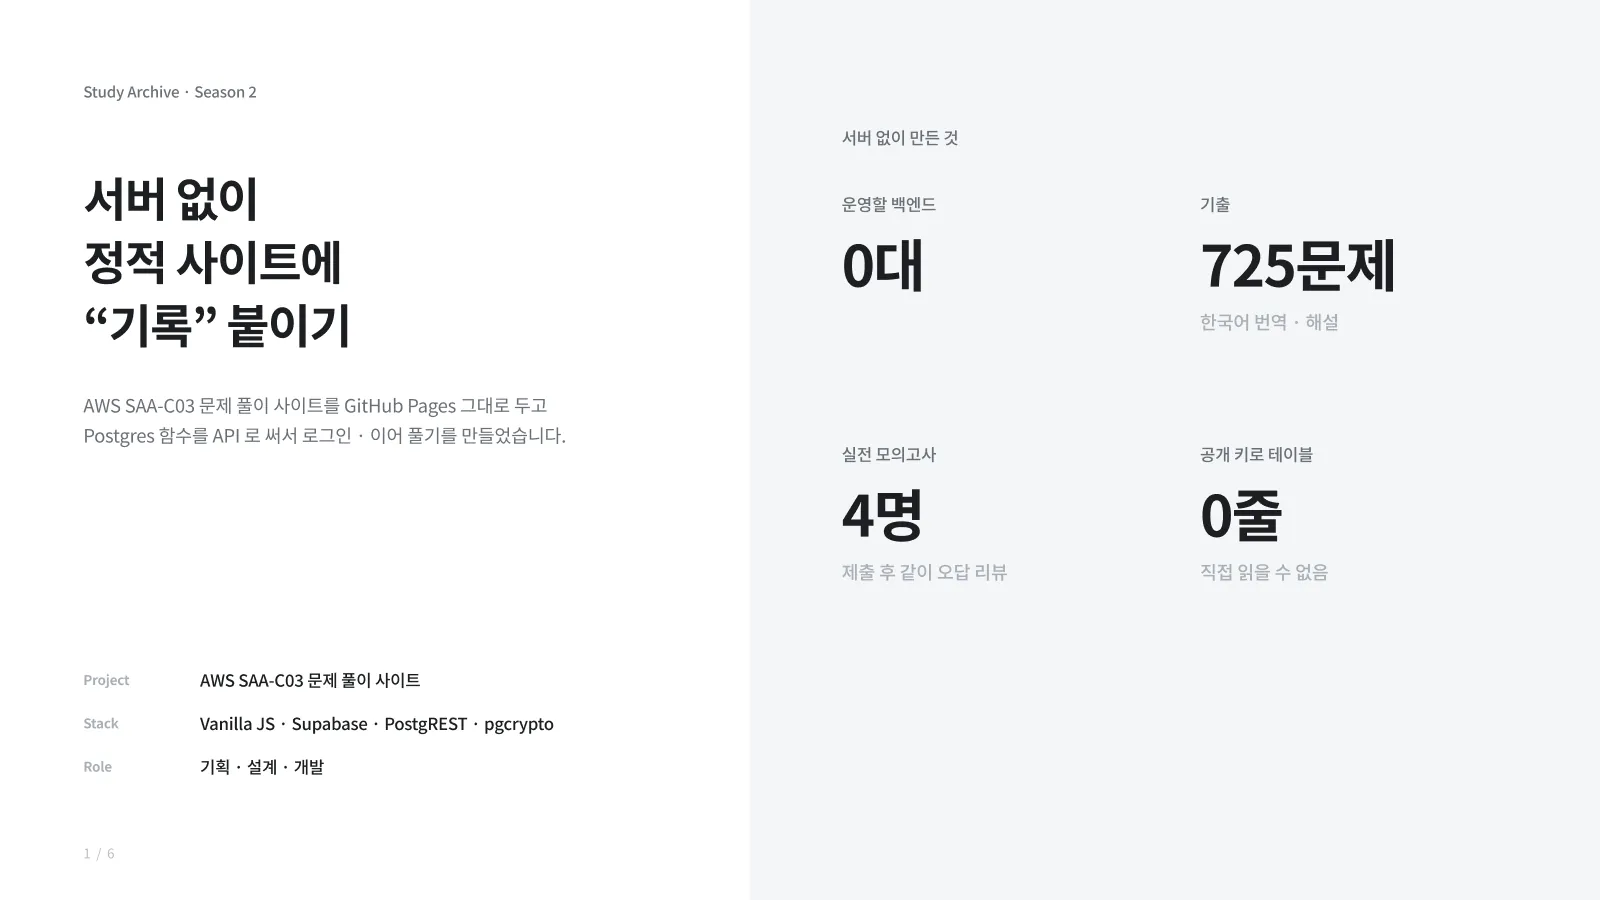 Study Archive · Season 2
서버 없이
정적 사이트에
“기록” 붙이기
AWS SAA-C03 문제 풀이 사이트를 GitHub Pages 그대로 두고
Postgres 함수를 API 로 써서 로그인 · 이어 풀기를 만들었습니다.
Project
AWS SAA-C03 문제 풀이 사이트
Stack
Vanilla JS · Supabase · PostgREST · pgcrypto
Role
기획 · 설계 · 개발
1 / 6
서버 없이 만든 것
운영할 백엔드
0대
기출
725문제
한국어 번역 · 해설
실전 모의고사
4명
제출 후 같이 오답 리뷰
공개 키로 테이블
0줄
직접 읽을 수 없음